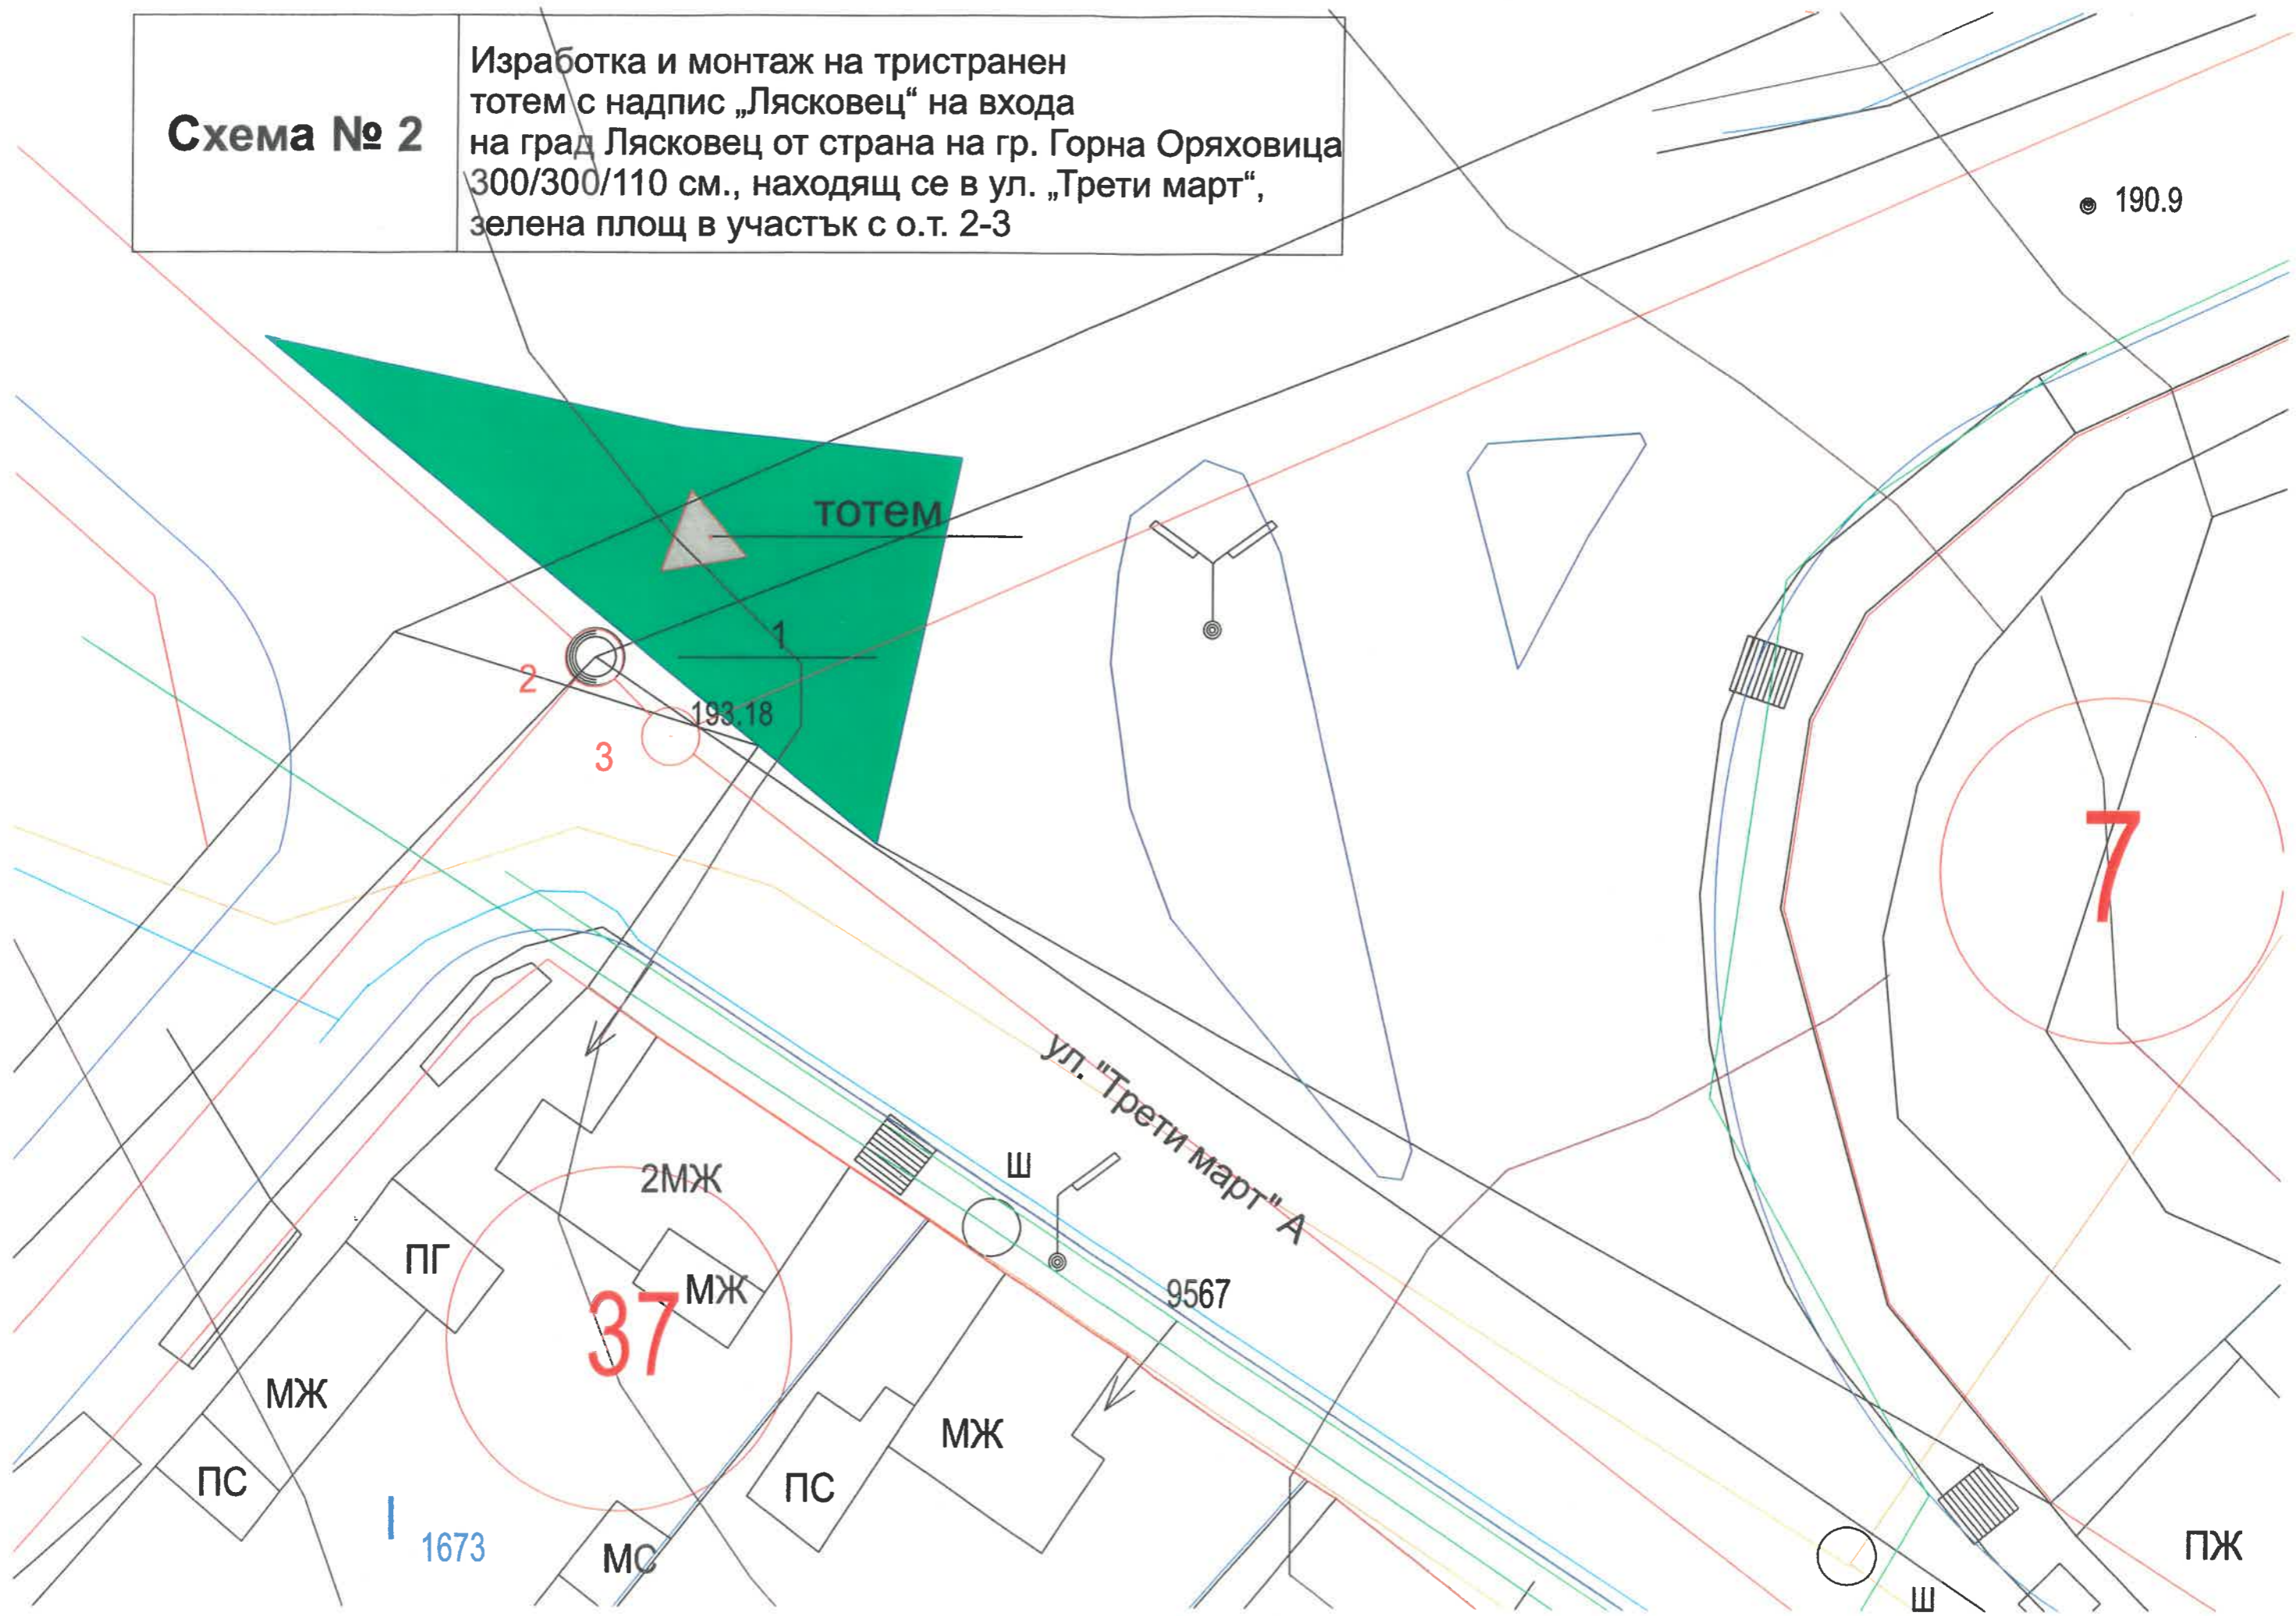 Схема № 2
Изработка и монтаж на тристранен
тотем с надпис „Лясковец“ на входа
на град Лясковец от страна на гр. Горна Оряховица
300/300/110 см., находящ се в ул. „Трети март“,
зелена площ в участък с о.т. 2-3
190.9
тотем
1
2
193.18
3
7
ул. "Трети март" А
Ш
2МЖ
ПГ
МЖ
37
9567
МЖ
МЖ
ПС
ПС
I
1673
МС
ПЖ
Ш